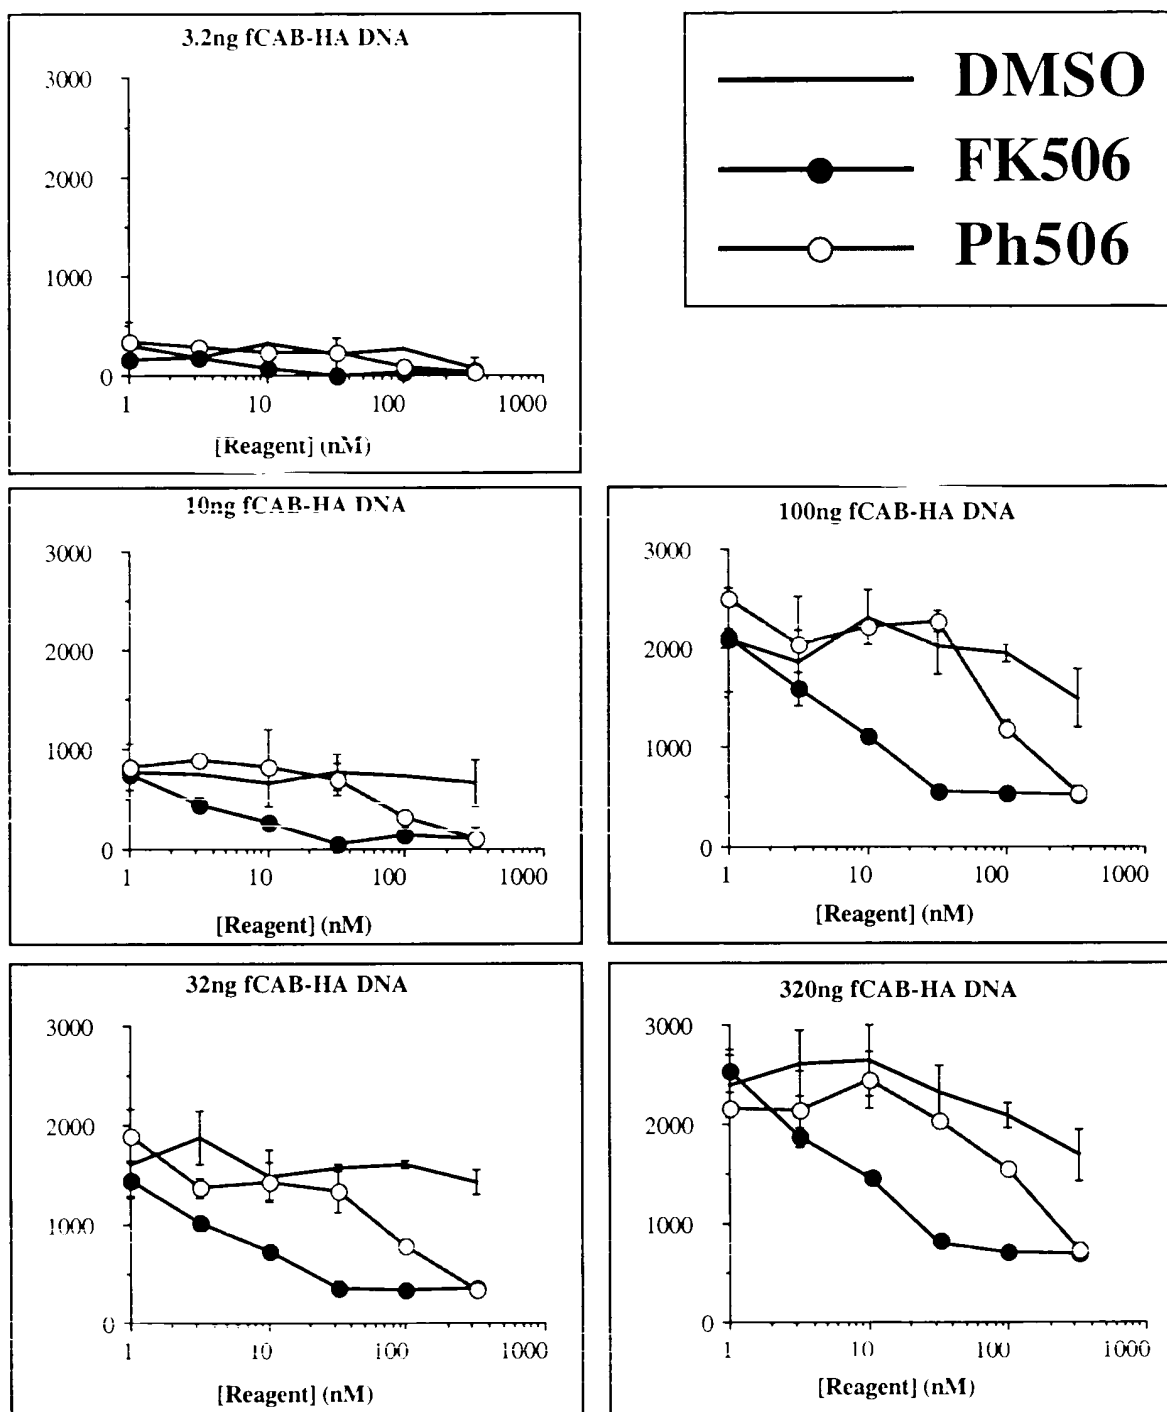 3.2ng fCAB-HA DNA
3000
2000
1000
0
1 10 100 1000
[Reagent] (nM)
DMSO
FK506
Ph506
10ng fCAB-HA DNA
3000
2000
1000
0
1 10 100 1000
[Reagent] (nM)
100ng fCAB-HA DNA
3000
2000
1000
0
1 10 100 1000
[Reagent] (nM)
32ng fCAB-HA DNA
3000
2000
1000
0
1 10 100 1000
[Reagent] (nM)
320ng fCAB-HA DNA
3000
2000
1000
0
1 10 100 1000
[Reagent] (nM)